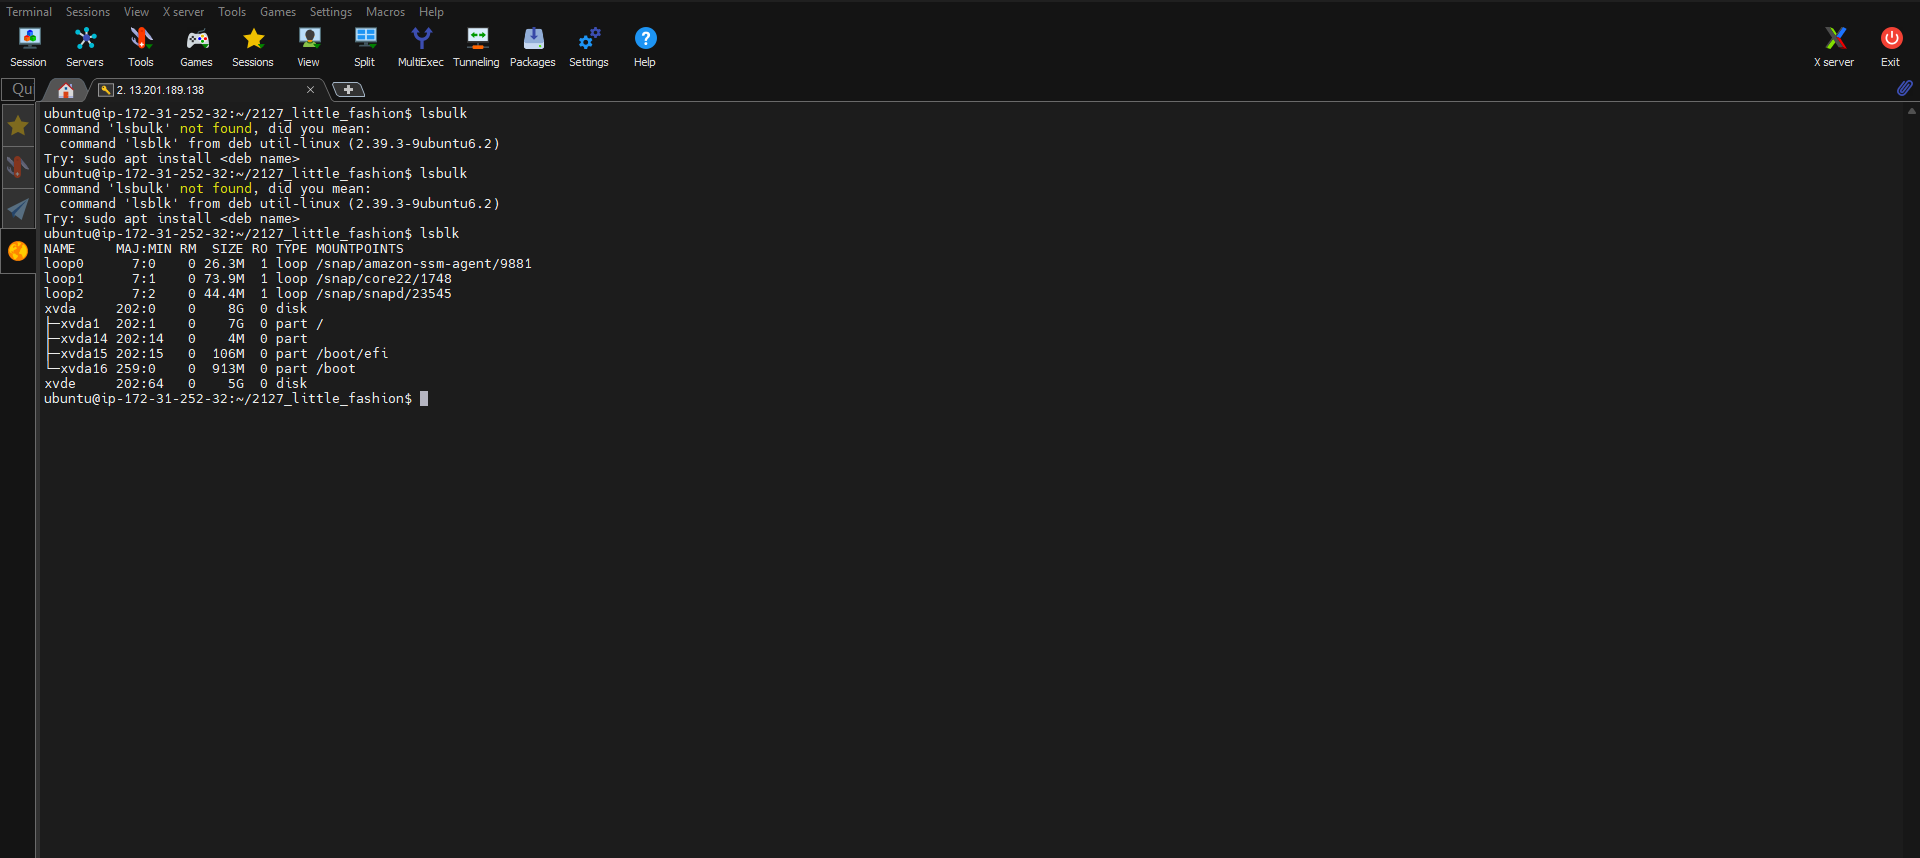 Terminal Sessions View X server Tools Games Settings Macros Help
Session Servers Tools Games Sessions View Split MultiExec Tunneling Packages Settings Help X server Exit
Qu 2. 13.201.189.138
ubuntu@ip-172-31-252-32:~/2127_little_fashion$ lsbulk
Command 'lsbulk' not found, did you mean:
  command 'lsblk' from deb util-linux (2.39.3-9ubuntu6.2)
Try: sudo apt install <deb name>
ubuntu@ip-172-31-252-32:~/2127_little_fashion$ lsbulk
Command 'lsbulk' not found, did you mean:
  command 'lsblk' from deb util-linux (2.39.3-9ubuntu6.2)
Try: sudo apt install <deb name>
ubuntu@ip-172-31-252-32:~/2127_little_fashion$ lsblk
NAME     MAJ:MIN RM  SIZE RO TYPE MOUNTPOINTS
loop0      7:0    0 26.3M  1 loop /snap/amazon-ssm-agent/9881
loop1      7:1    0 73.9M  1 loop /snap/core22/1748
loop2      7:2    0 44.4M  1 loop /snap/snapd/23545
xvda     202:0    0    8G  0 disk
├─xvda1  202:1    0    7G  0 part /
├─xvda14 202:14   0    4M  0 part
├─xvda15 202:15   0  106M  0 part /boot/efi
└─xvda16 259:0    0  913M  0 part /boot
xvde     202:64   0    5G  0 disk
ubuntu@ip-172-31-252-32:~/2127_little_fashion$